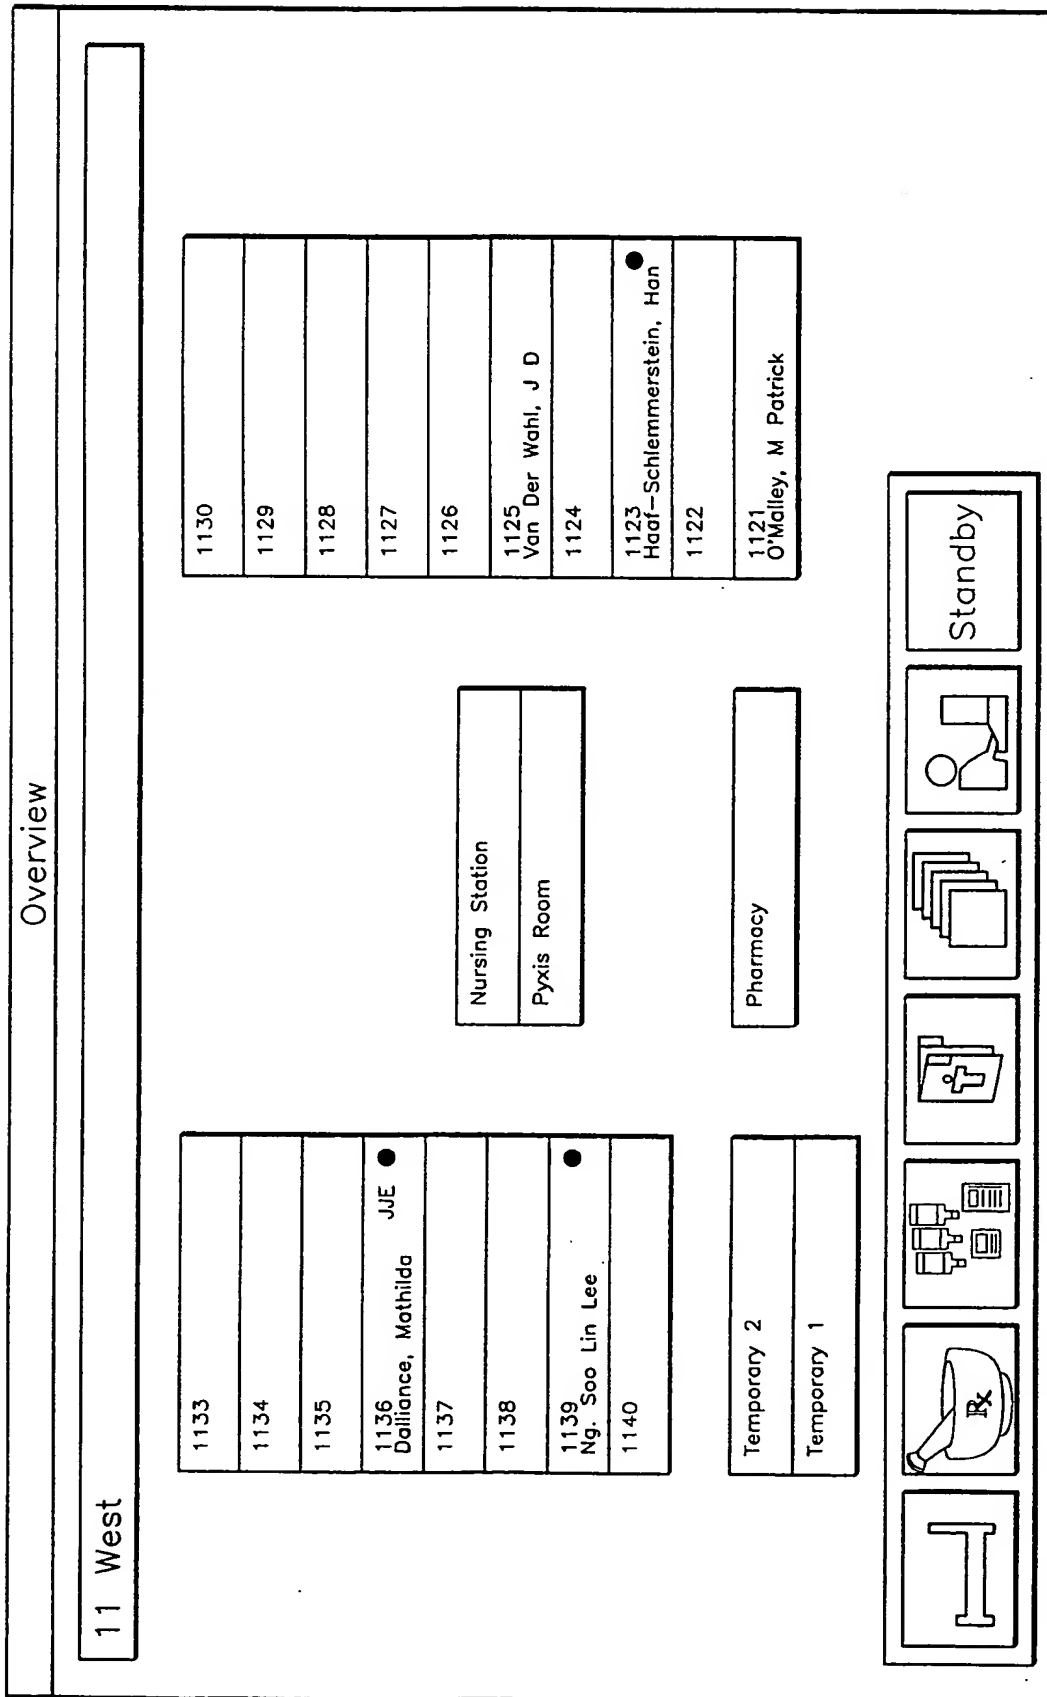 Overview
11 West
1133
1134
1135
1136
Dalliance, Mathilda JJE
1137
1138
1139
Ng. Soo Lin Lee
1140
Temporary 2
Temporary 1
Nursing Station
Pyxis Room
Pharmacy
1130
1129
1128
1127
1126
1125
Van Der Wahl, J D
1124
1123
Haaf-Schlemmerstein, Han
1122
1121
O'Malley, M Patrick
Rx
Standby